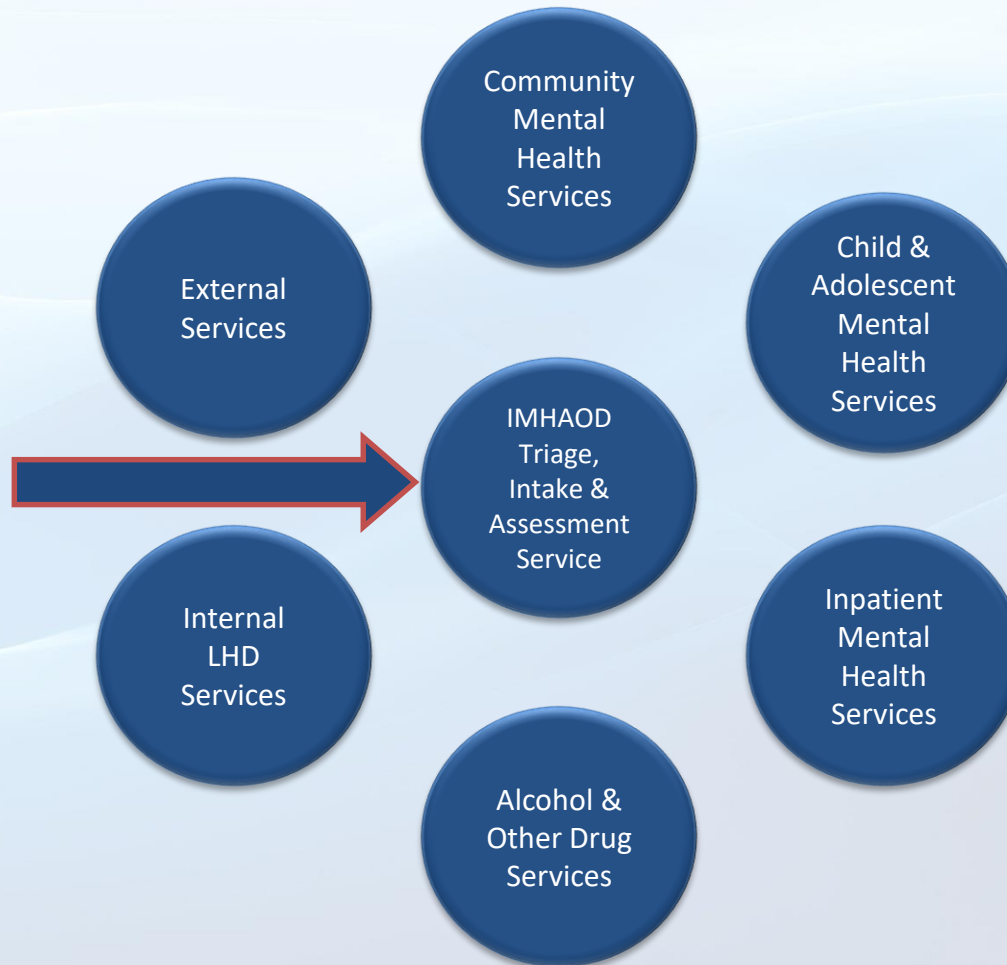 Community
Mental
Health
Services
External
Services
Child &
Adolescent
Mental
Health
Services
IMHAOD
Triage,
Intake &
Assessment
Service
Internal
LHD
Services
Inpatient
Mental
Health
Services
Alcohol &
Other Drug
Services